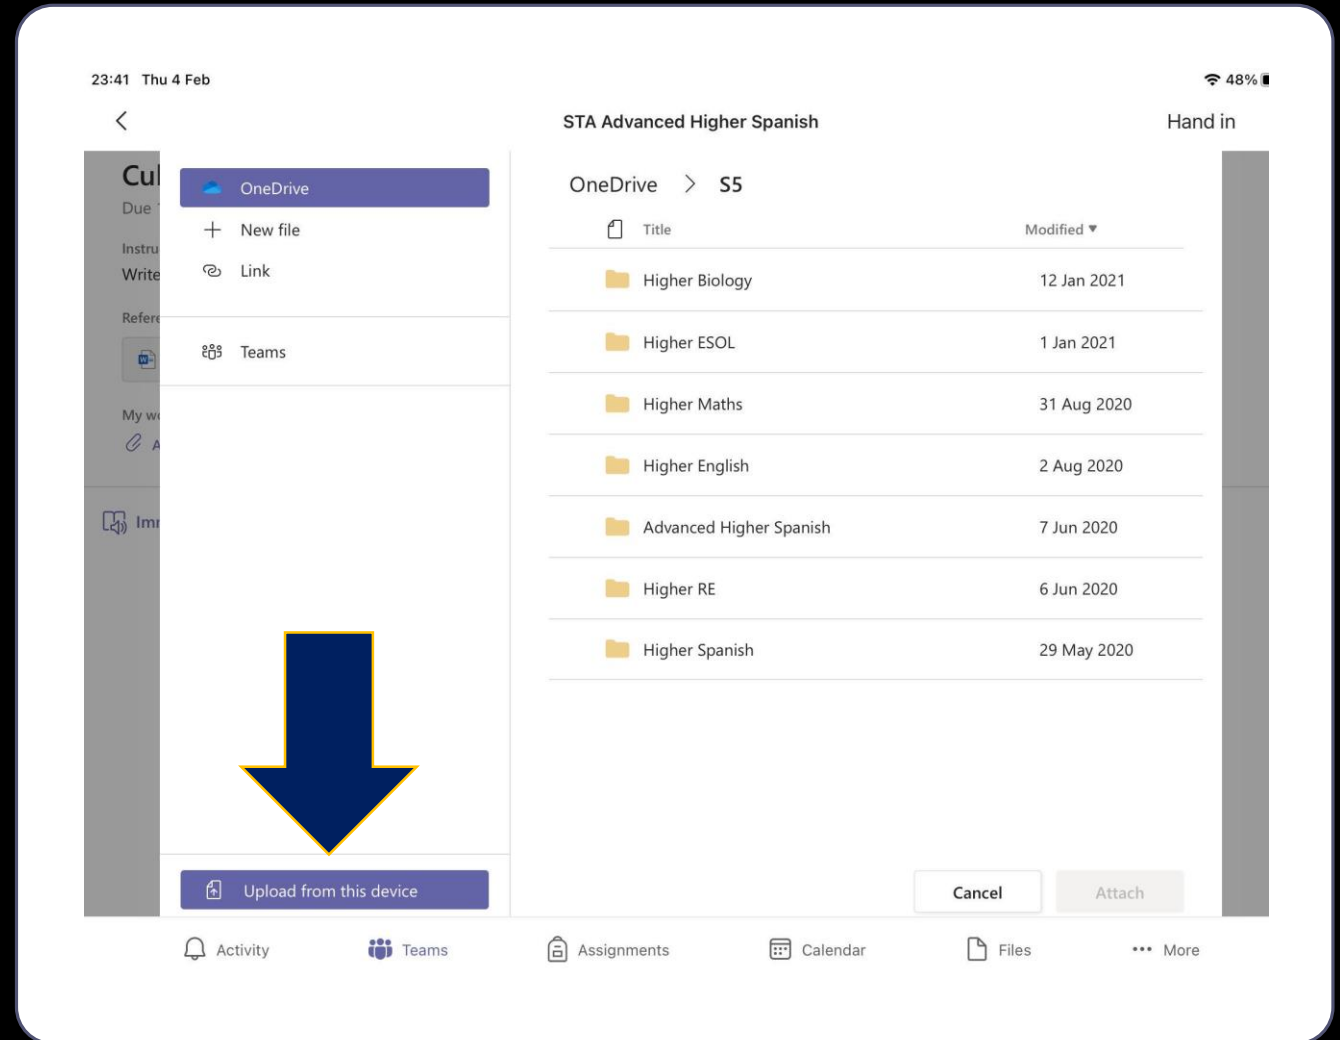 23:41 Thu 4 Feb
48%
STA Advanced Higher Spanish
Hand in
Cul
Due
Instru
Write
Refere
My wo
A
Imr
OneDrive
New file
Link
Teams
Upload from this device
OneDrive > S5
Title Modified
Higher Biology 12 Jan 2021
Higher ESOL 1 Jan 2021
Higher Maths 31 Aug 2020
Higher English 2 Aug 2020
Advanced Higher Spanish 7 Jun 2020
Higher RE 6 Jun 2020
Higher Spanish 29 May 2020
Cancel Attach
Activity Teams Assignments Calendar Files More